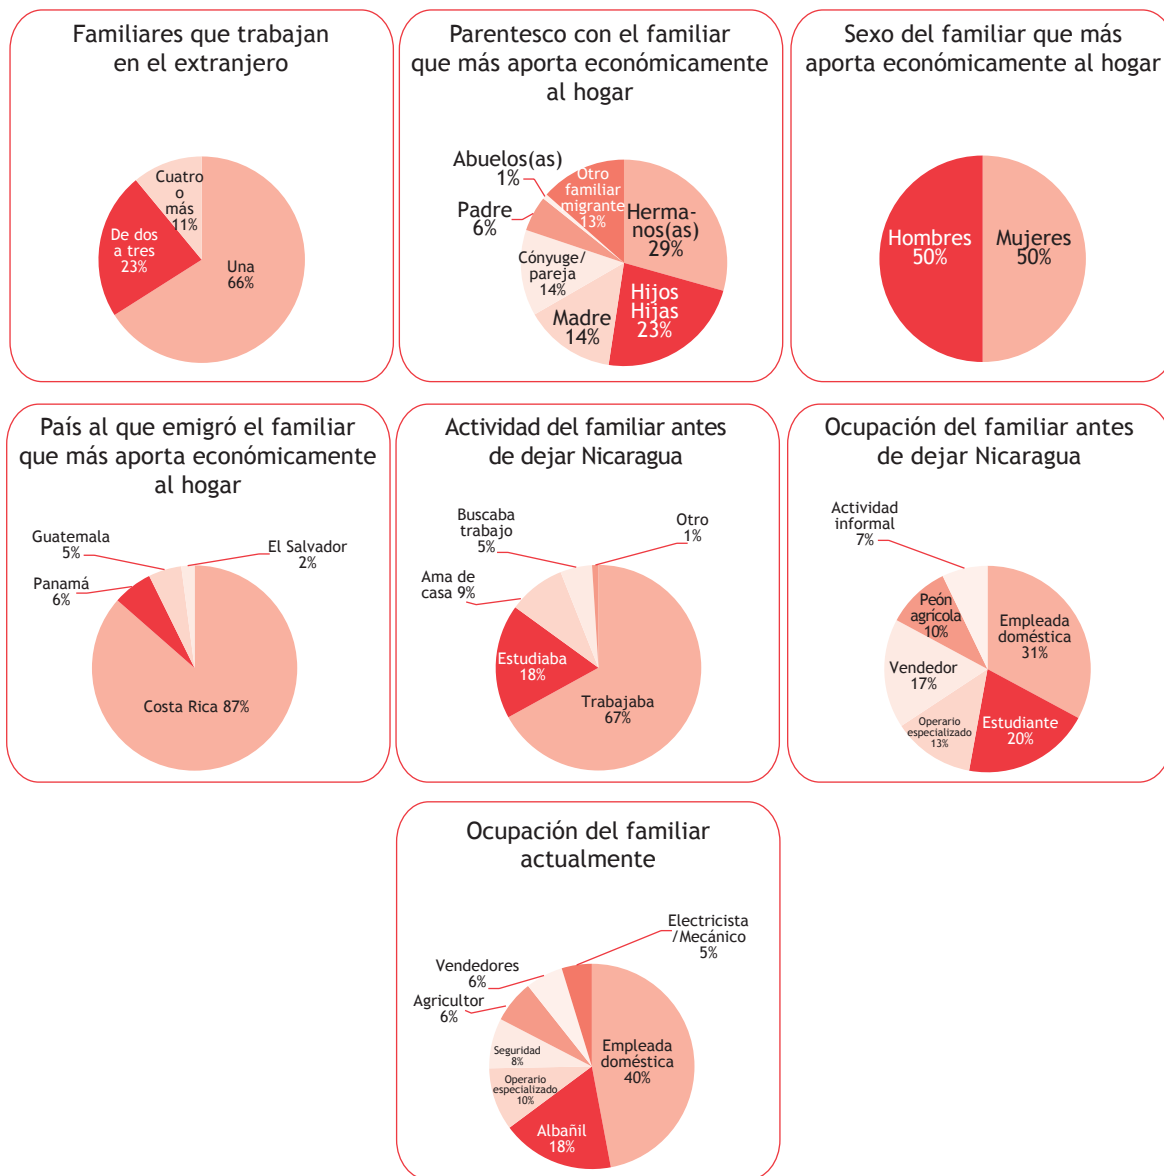 Familiares que trabajan
en el extranjero
Cuatro
o
más
11%
De dos
a tres
23%
Una
66%
Parentesco con el familiar
que más aporta económicamente
al hogar
Abuelos(as)
1%
Otro
familiar
migrante
13%
Padre
6%
Herma-
nos(as)
29%
Cónyuge/
pareja
14%
Hijos
Hijas
23%
Madre
14%
Sexo del familiar que más
aporta económicamente al hogar
Hombres
50%
Mujeres
50%
País al que emigró el familiar
que más aporta económicamente
al hogar
Guatemala
5%
El Salvador
2%
Panamá
6%
Costa Rica 87%
Actividad del familiar antes
de dejar Nicaragua
Buscaba
trabajo
5%
Otro
1%
Ama de
casa 9%
Estudiaba
18%
Trabajaba
67%
Ocupación del familiar antes
de dejar Nicaragua
Actividad
informal
7%
Peón
agrícola
10%
Empleada
doméstica
31%
Vendedor
17%
Operario
especializado
13%
Estudiante
20%
Ocupación del familiar
actualmente
Electricista
/Mecánico
5%
Vendedores
6%
Agricultor
6%
Seguridad
8%
Empleada
doméstica
40%
Operario
especializado
10%
Albañil
18%